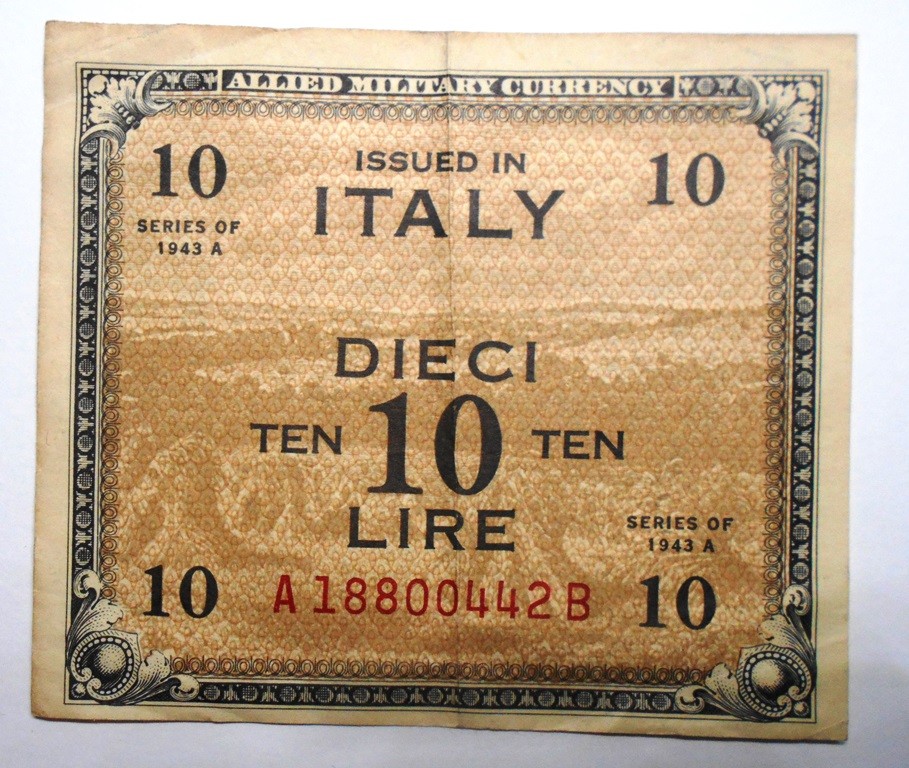 ALLIED MILITARY CURRENCY
10 ISSUED IN 10
ITALY
SERIES OF
1943 A
DIECI
TEN 10 TEN
LIRE
SERIES OF
1943 A
10 A18800442B 10